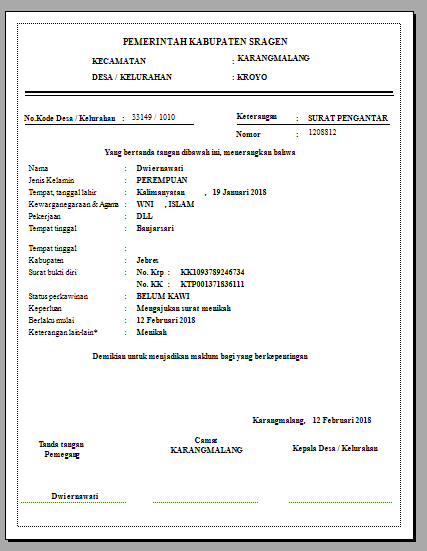 PEMERINTAH KABUPATEN SRAGEN
KECAMATAN : KARANGMALANG
DESA / KELURAHAN : KROYO
No.Kode Desa / Kelurahan : 33149 / 1010
Keterangan : SURAT PENGANTAR
Nomor : 1208812
Yang bertanda tangan dibawah ini, menerangkan bahwa
Nama : Dwiernawati
Jenis Kelamin : PEREMPUAN
Tempat, tanggal lahir : Kalimanyatan , 19 Januari 2018
Kewarganegaraan & Agama : WNI , ISLAM
Pekerjaan : DLL
Tempat tinggal : Banjarsari
Tempat tinggal :
Kabupaten : Jebres
Surat bukti diri : No. Ktp : KK1093789246734
No. KK : KTP001371836111
Status perkawinan : BELUM KAWI
Keperluan : Mengajukan surat menikah
Berlaku mulai : 12 Februari 2018
Keterangan lain-lain* : Menikah
Demikian untuk menjadikan maklum bagi yang berkepentingan
Karangmalang, 12 Februari 2018
Tanda tangan
Pemegang
Camat
KARANGMALANG
Kepala Desa / Kelurahan
Dwiernawati